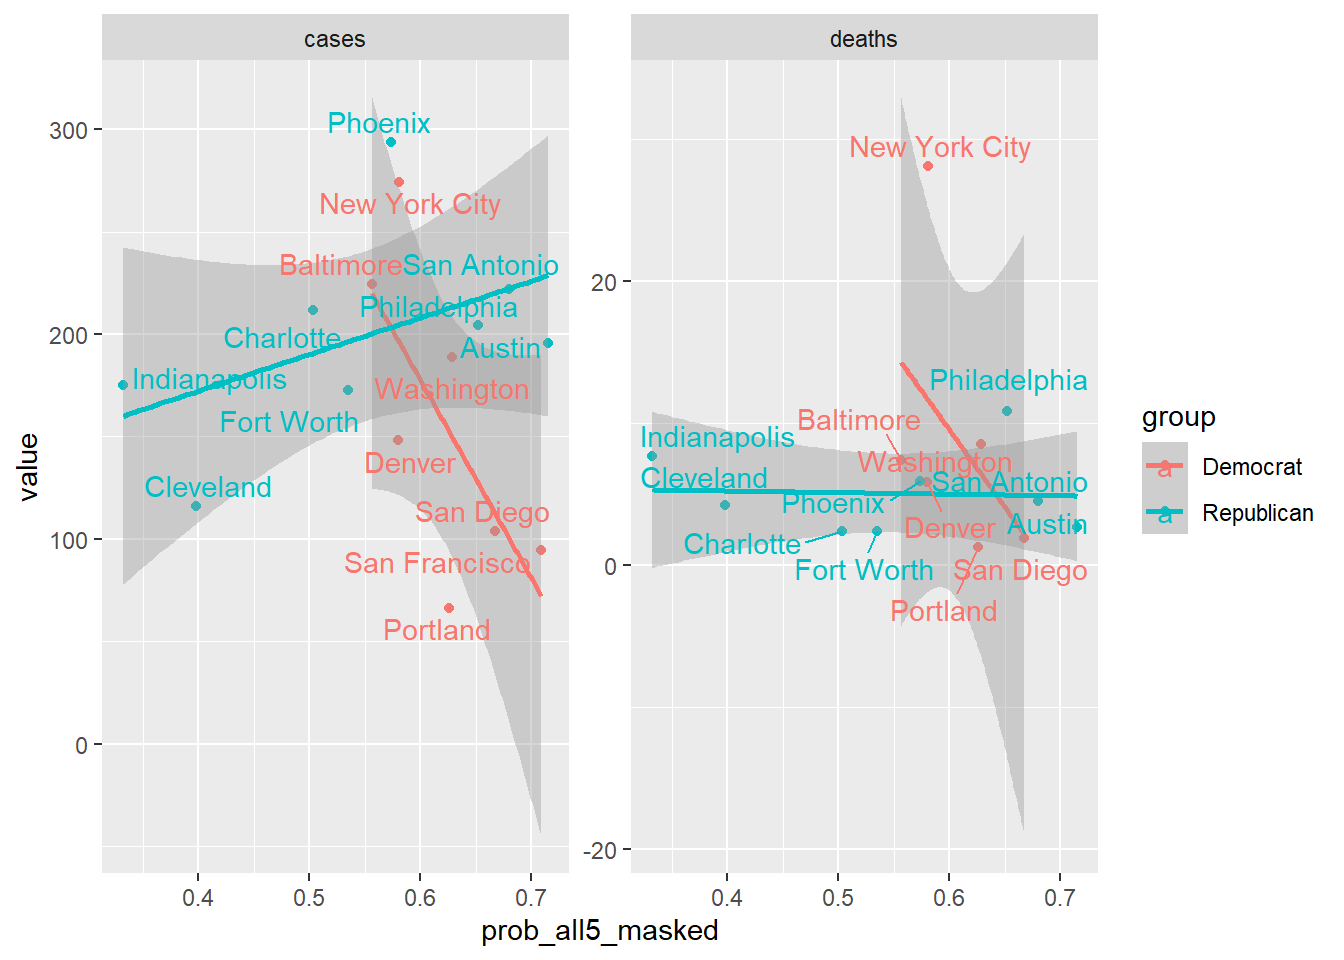 cases
deaths
300
200
100
0
value
Phoenix
New York City
Baltimore
San Antonio
Philadelphia
Charlotte
Austin
Indianapolis
Washington
Fort Worth
Denver
Cleveland
San Diego
San Francisco
Portland
0.4
0.5
0.6
0.7
20
0
-20
New York City
Philadelphia
Baltimore
Indianapolis
Washington
Cleveland
San Antonio
Phoenix
Denver
Austin
Charlotte
Fort Worth
San Diego
Portland
0.4
0.5
0.6
0.7
prob_all5_masked
group
a Democrat
a Republican